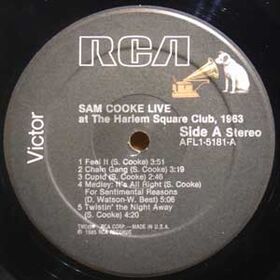 RCA
Victor
SAM COOKE LIVE
at The Harlem Square Club, 1963
Side A Stereo
AFL1-5181-A
1 Feel It (S. Cooke) 3:51
2 Chain Gang (S. Cooke) 3:19
3 Cupid (S. Cooke) 2:46
4 Medley: It's All Right (S. Cooke)
For Sentimental Reasons
(D. Watson-W. Best) 5:06
5 Twistin' the Night Away
(S. Cooke) 4:20
TMK(s) ® RCA CORP.—MADE IN U.S.A.
℗ 1985 RCA RECORDS